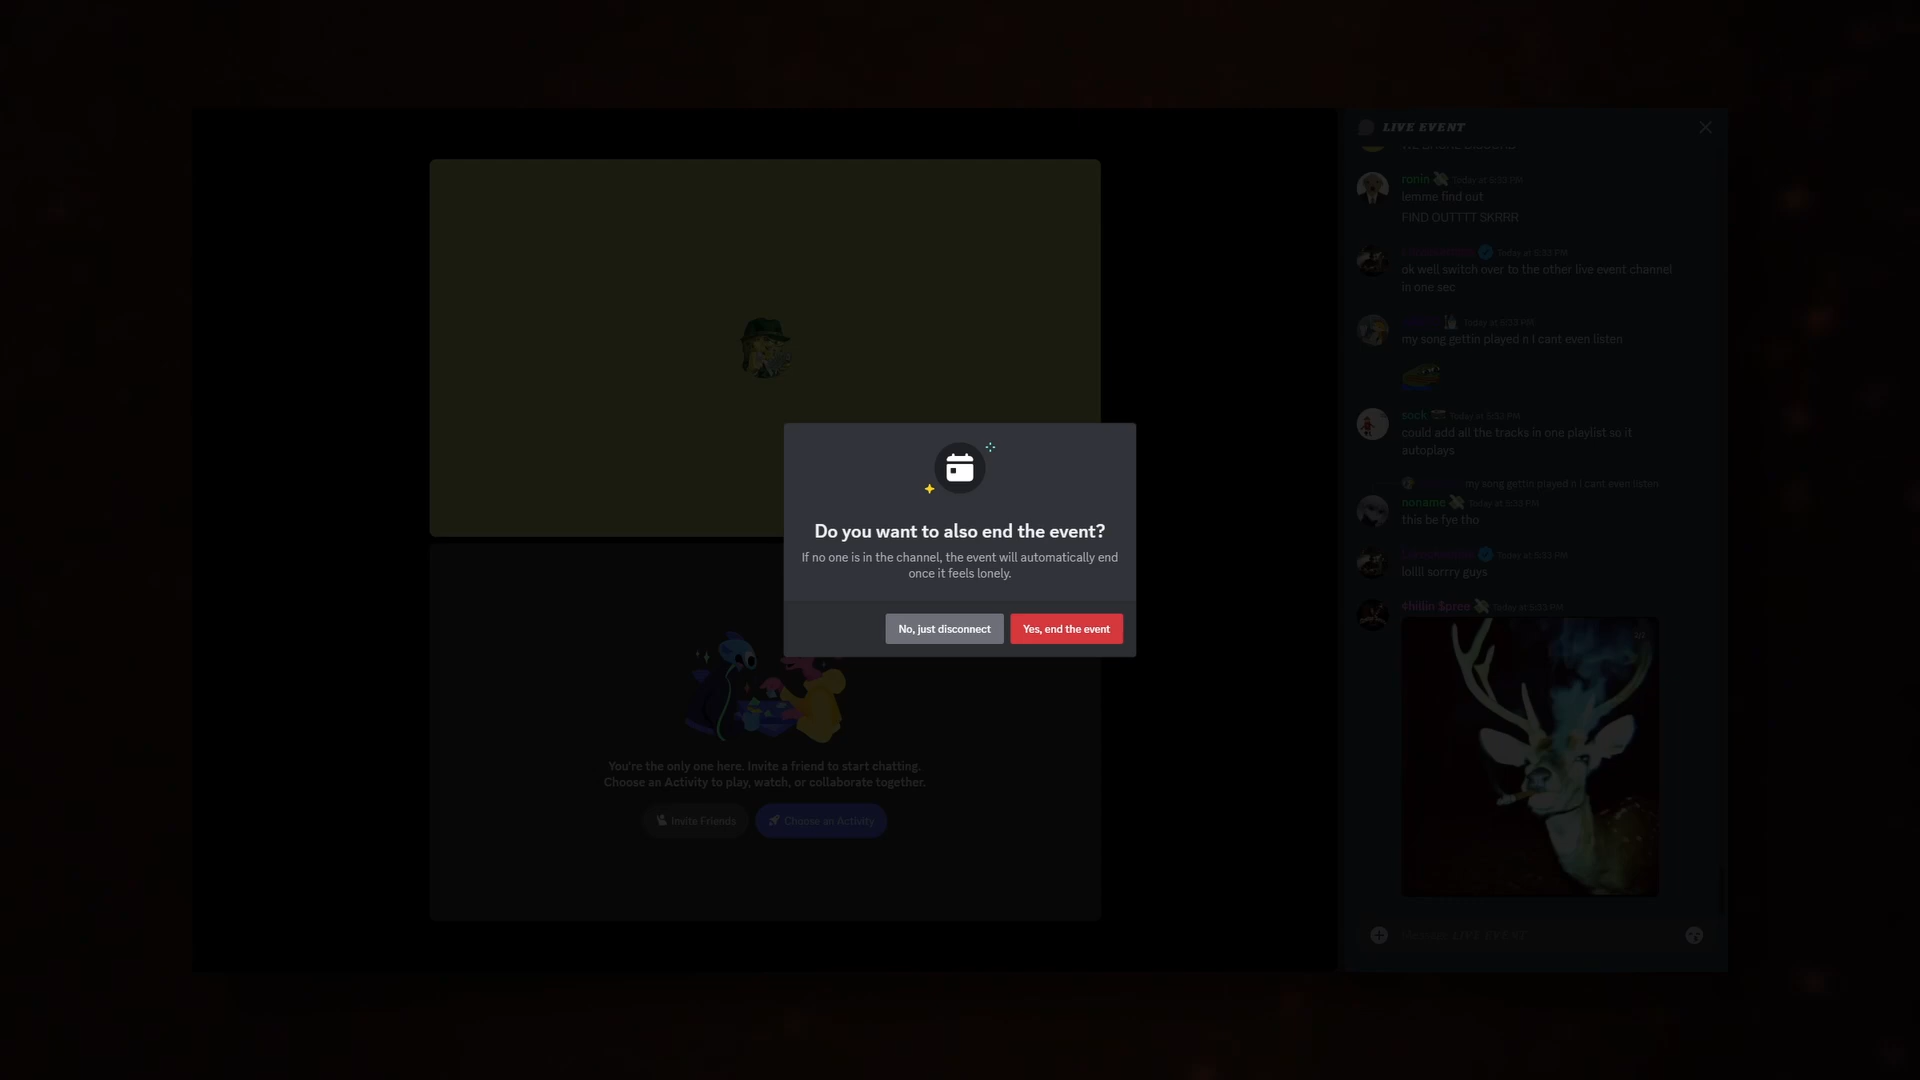 LIVE EVENT
ronin Today at 5:33 PM
lemme find out
FIND OUTTTT SKRRR
Today at 5:33 PM
ok well switch over to the other live event channel
in one sec
Today at 5:33 PM
my song gettin played n I cant even listen
sock Today at 5:33 PM
could add all the tracks in one playlist so it
autoplays
my song gettin played n I cant even listen
noname Today at 5:33 PM
this be fye tho
Today at 5:33 PM
lollll sorrry guys
¢hillin $pree Today at 5:33 PM
Message LIVE EVENT
Do you want to also end the event?
If no one is in the channel, the event will automatically end
once it feels lonely.
No, just disconnect
Yes, end the event
You're the only one here. Invite a friend to start chatting.
Choose an Activity to play, watch, or collaborate together.
Invite Friends
Choose an Activity